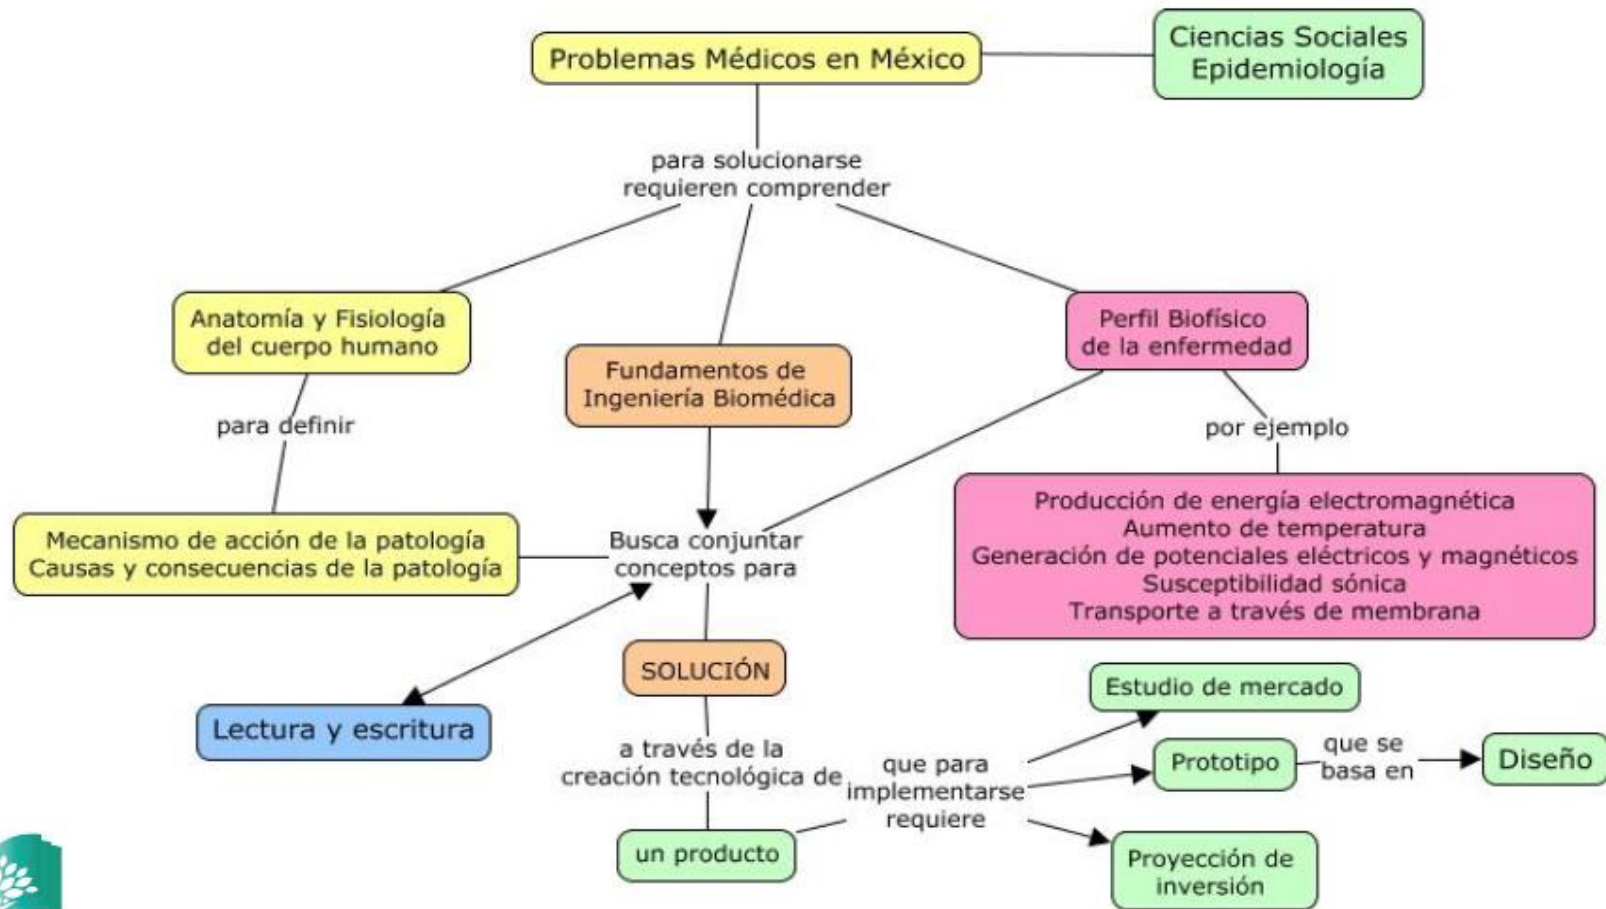 Problemas Médicos en México
Ciencias Sociales
Epidemiología
para solucionarse
requieren comprender
Anatomía y Fisiología
del cuerpo humano
Fundamentos de
Ingeniería Biomédica
Perfil Biofísico
de la enfermedad
para definir
por ejemplo
Mecanismo de acción de la patología
Causas y consecuencias de la patología
Busca conjuntar
conceptos para
Producción de energía electromagnética
Aumento de temperatura
Generación de potenciales eléctricos y magnéticos
Susceptibilidad sónica
Transporte a través de membrana
Lectura y escritura
SOLUCIÓN
a través de la
creación tecnológica de
un producto
que para
implementarse
requiere
Estudio de mercado
Prototipo
que se
basa en
Diseño
Proyección de
inversión